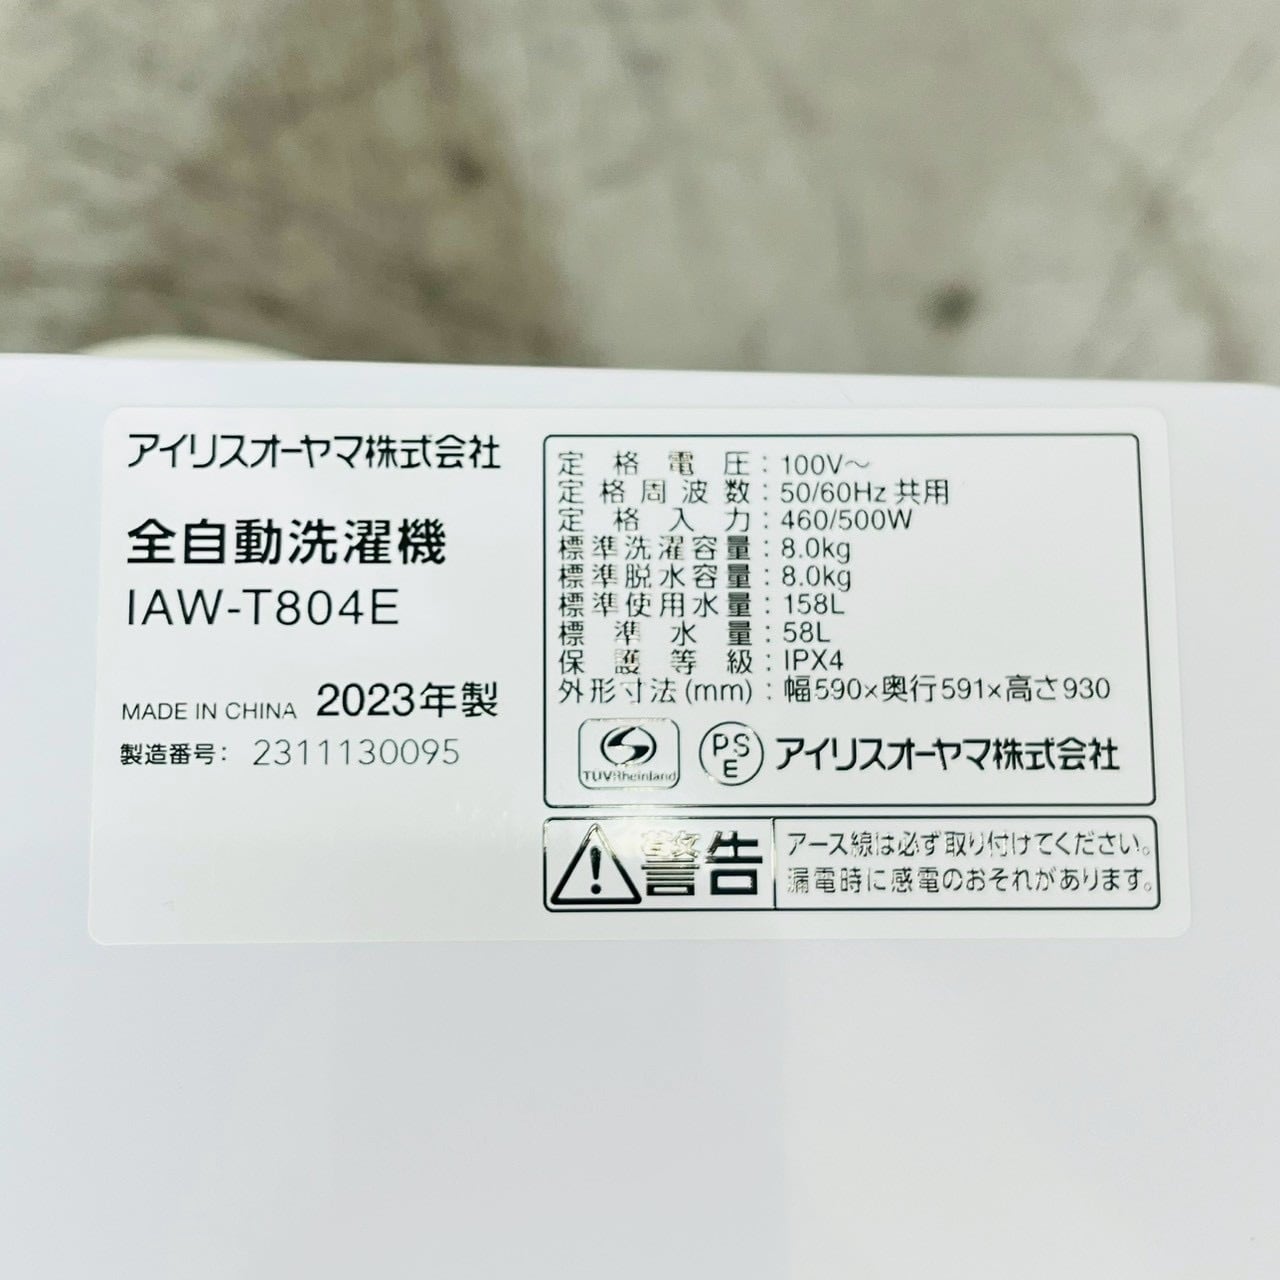 アイリスオーヤマ株式会社
全自動洗濯機
IAW-T804E
MADE IN CHINA 2023年製
製造番号: 2311130095
定格電圧: 100V～
定格周波数: 50/60Hz 共用
定格入力: 460/500W
標準洗濯容量: 8.0kg
標準脱水容量: 8.0kg
標準使用水量: 158L
標準水量: 58L
保護等級: IPX4
外形寸法(mm): 幅590×奥行591×高さ930
TÜVRheinland
PSE アイリスオーヤマ株式会社
警告
アース線は必ず取り付けてください。
漏電時に感電のおそれがあります。